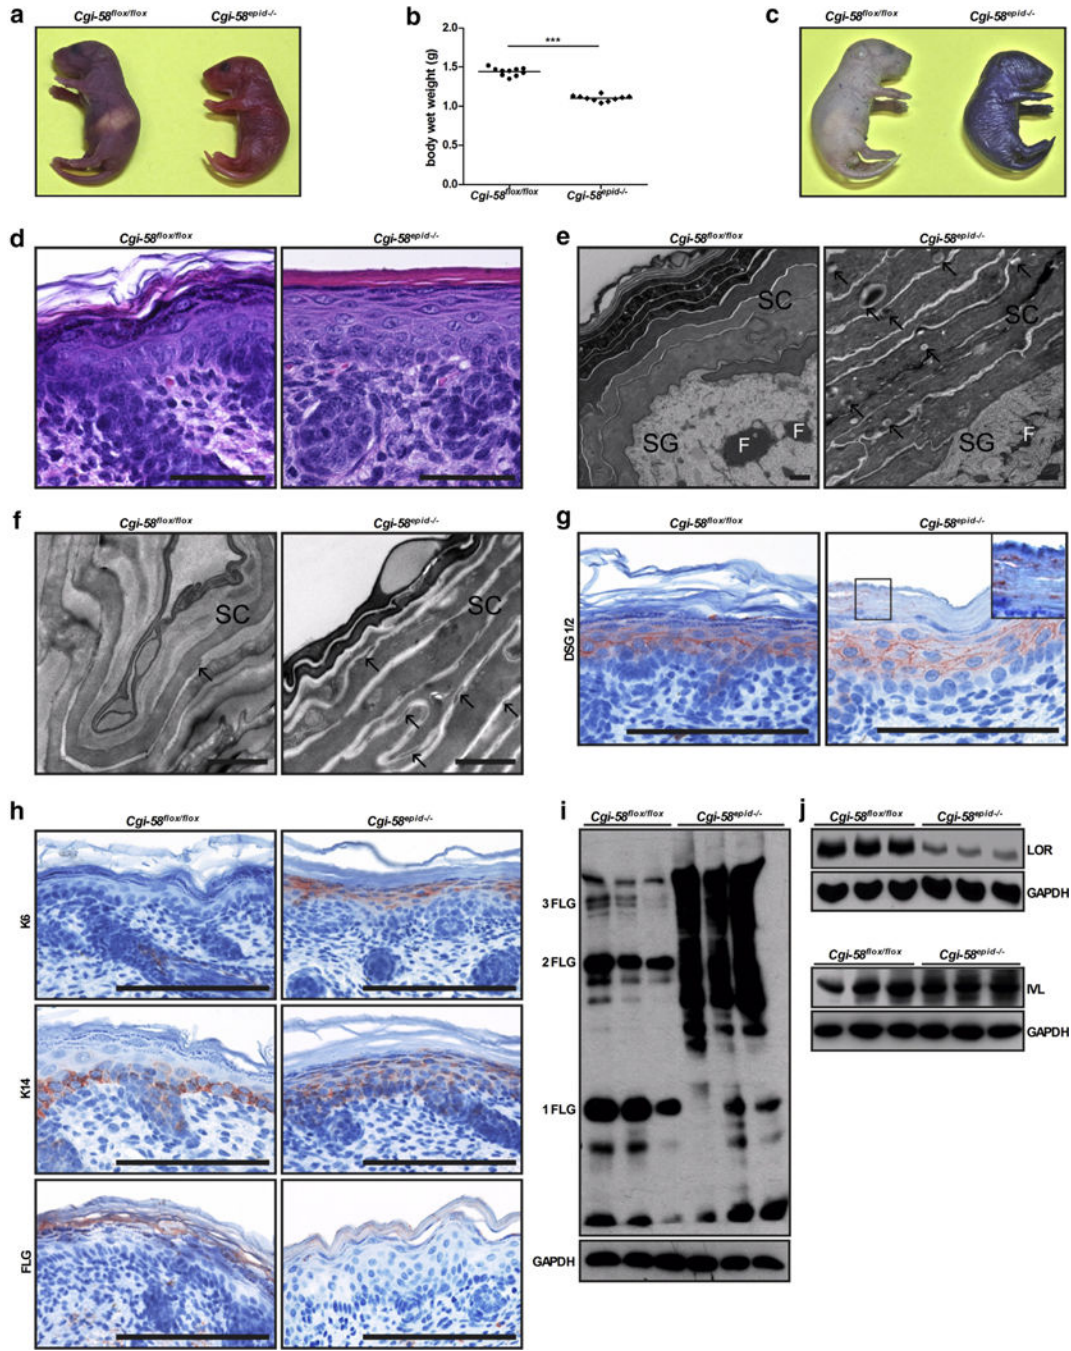 a
Cgi-58flox/flox Cgi-58epid-/-
b
body wet weight (g)
2.0
1.5
1.0
0.5
0.0
***
Cgi-58flox/flox Cgi-58epid-/-
c
Cgi-58flox/flox Cgi-58epid-/-
d
Cgi-58flox/flox Cgi-58epid-/-
e
Cgi-58flox/flox Cgi-58epid-/-
SC
SG
F
F
SC
SG
F
f
Cgi-58flox/flox Cgi-58epid-/-
SC
SC
g
Cgi-58flox/flox Cgi-58epid-/-
DSG 1/2
h
Cgi-58flox/flox Cgi-58epid-/-
K6
K14
FLG
i
Cgi-58flox/flox Cgi-58epid-/-
3 FLG
2 FLG
1 FLG
GAPDH
j
Cgi-58flox/flox Cgi-58epid-/-
LOR
GAPDH
Cgi-58flox/flox Cgi-58epid-/-
IVL
GAPDH